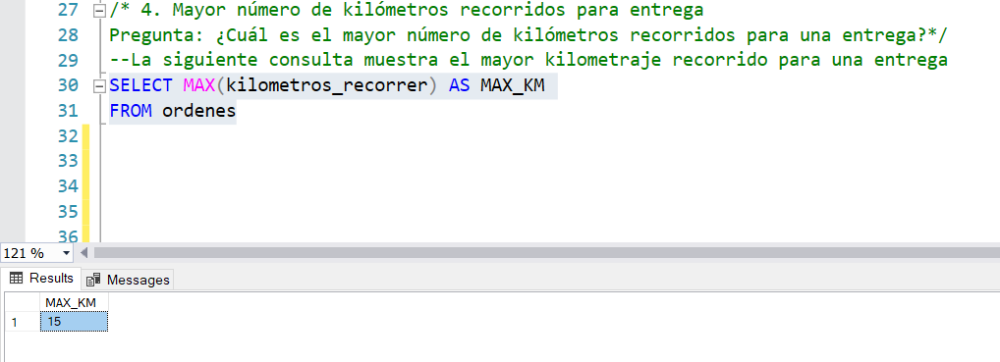 27 /* 4. Mayor número de kilómetros recorridos para entrega
28 Pregunta: ¿Cuál es el mayor número de kilómetros recorridos para una entrega?*/
29 --La siguiente consulta muestra el mayor kilometraje recorrido para una entrega
30 SELECT MAX(kilometros_recorrer) AS MAX_KM
31 FROM ordenes
32
33
34
35
36
121 %
Results Messages
MAX_KM
1 15